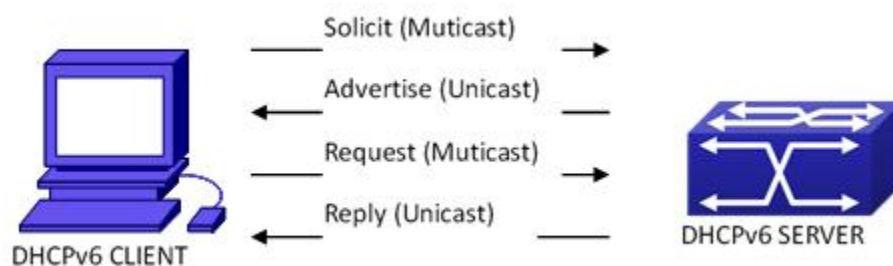 Solicit (Muticast)
Advertise (Unicast)
Request (Muticast)
Reply (Unicast)
DHCPv6 CLIENT
DHCPv6 SERVER